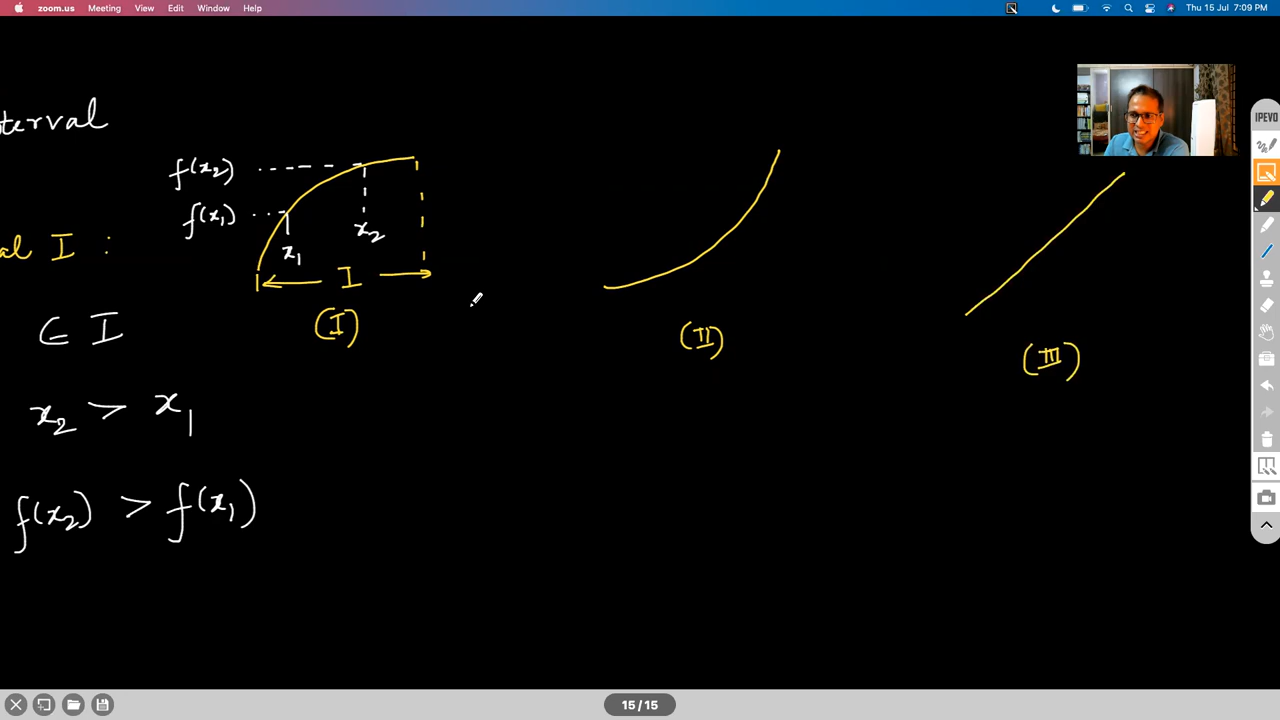 zoom.us Meeting View Edit Window Help Thu 15 Jul 7:09 PM
terval
IPEVO
f(x₂)
f(x₁)
x₂
x₁
al I :
I
(I)
(II)
(III)
∈ I
x₂ > x₁
f(x₂) > f(x₁)
15 / 15